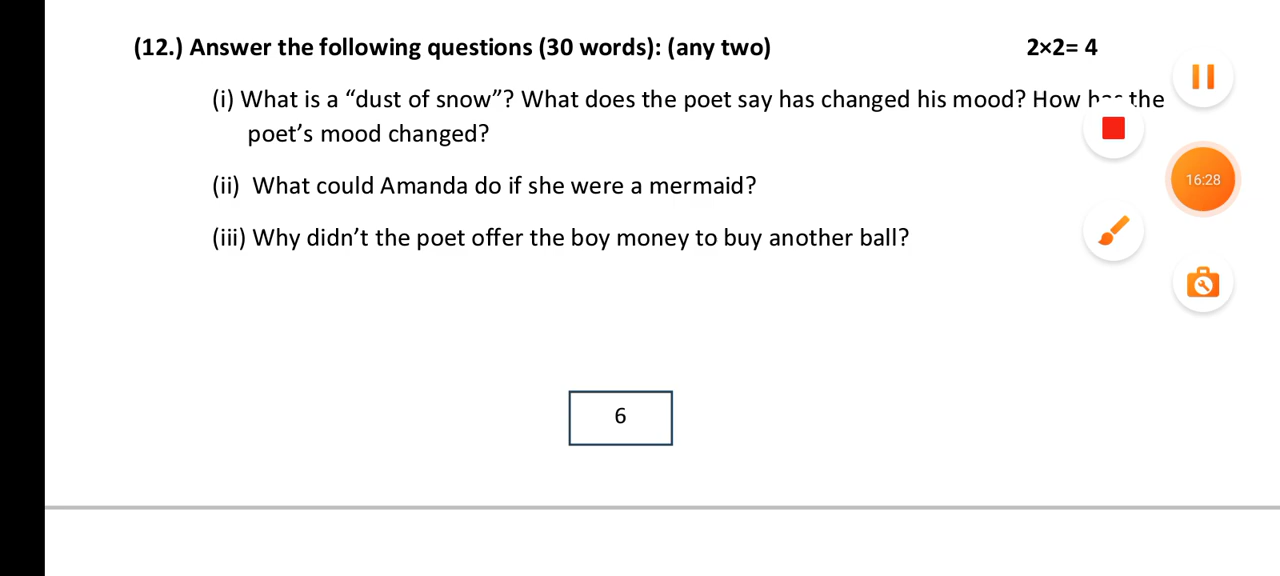 (12.) Answer the following questions (30 words): (any two) 2×2= 4
(i) What is a “dust of snow”? What does the poet say has changed his mood? How has the
poet’s mood changed?
16:28
(ii) What could Amanda do if she were a mermaid?
(iii) Why didn’t the poet offer the boy money to buy another ball?
6